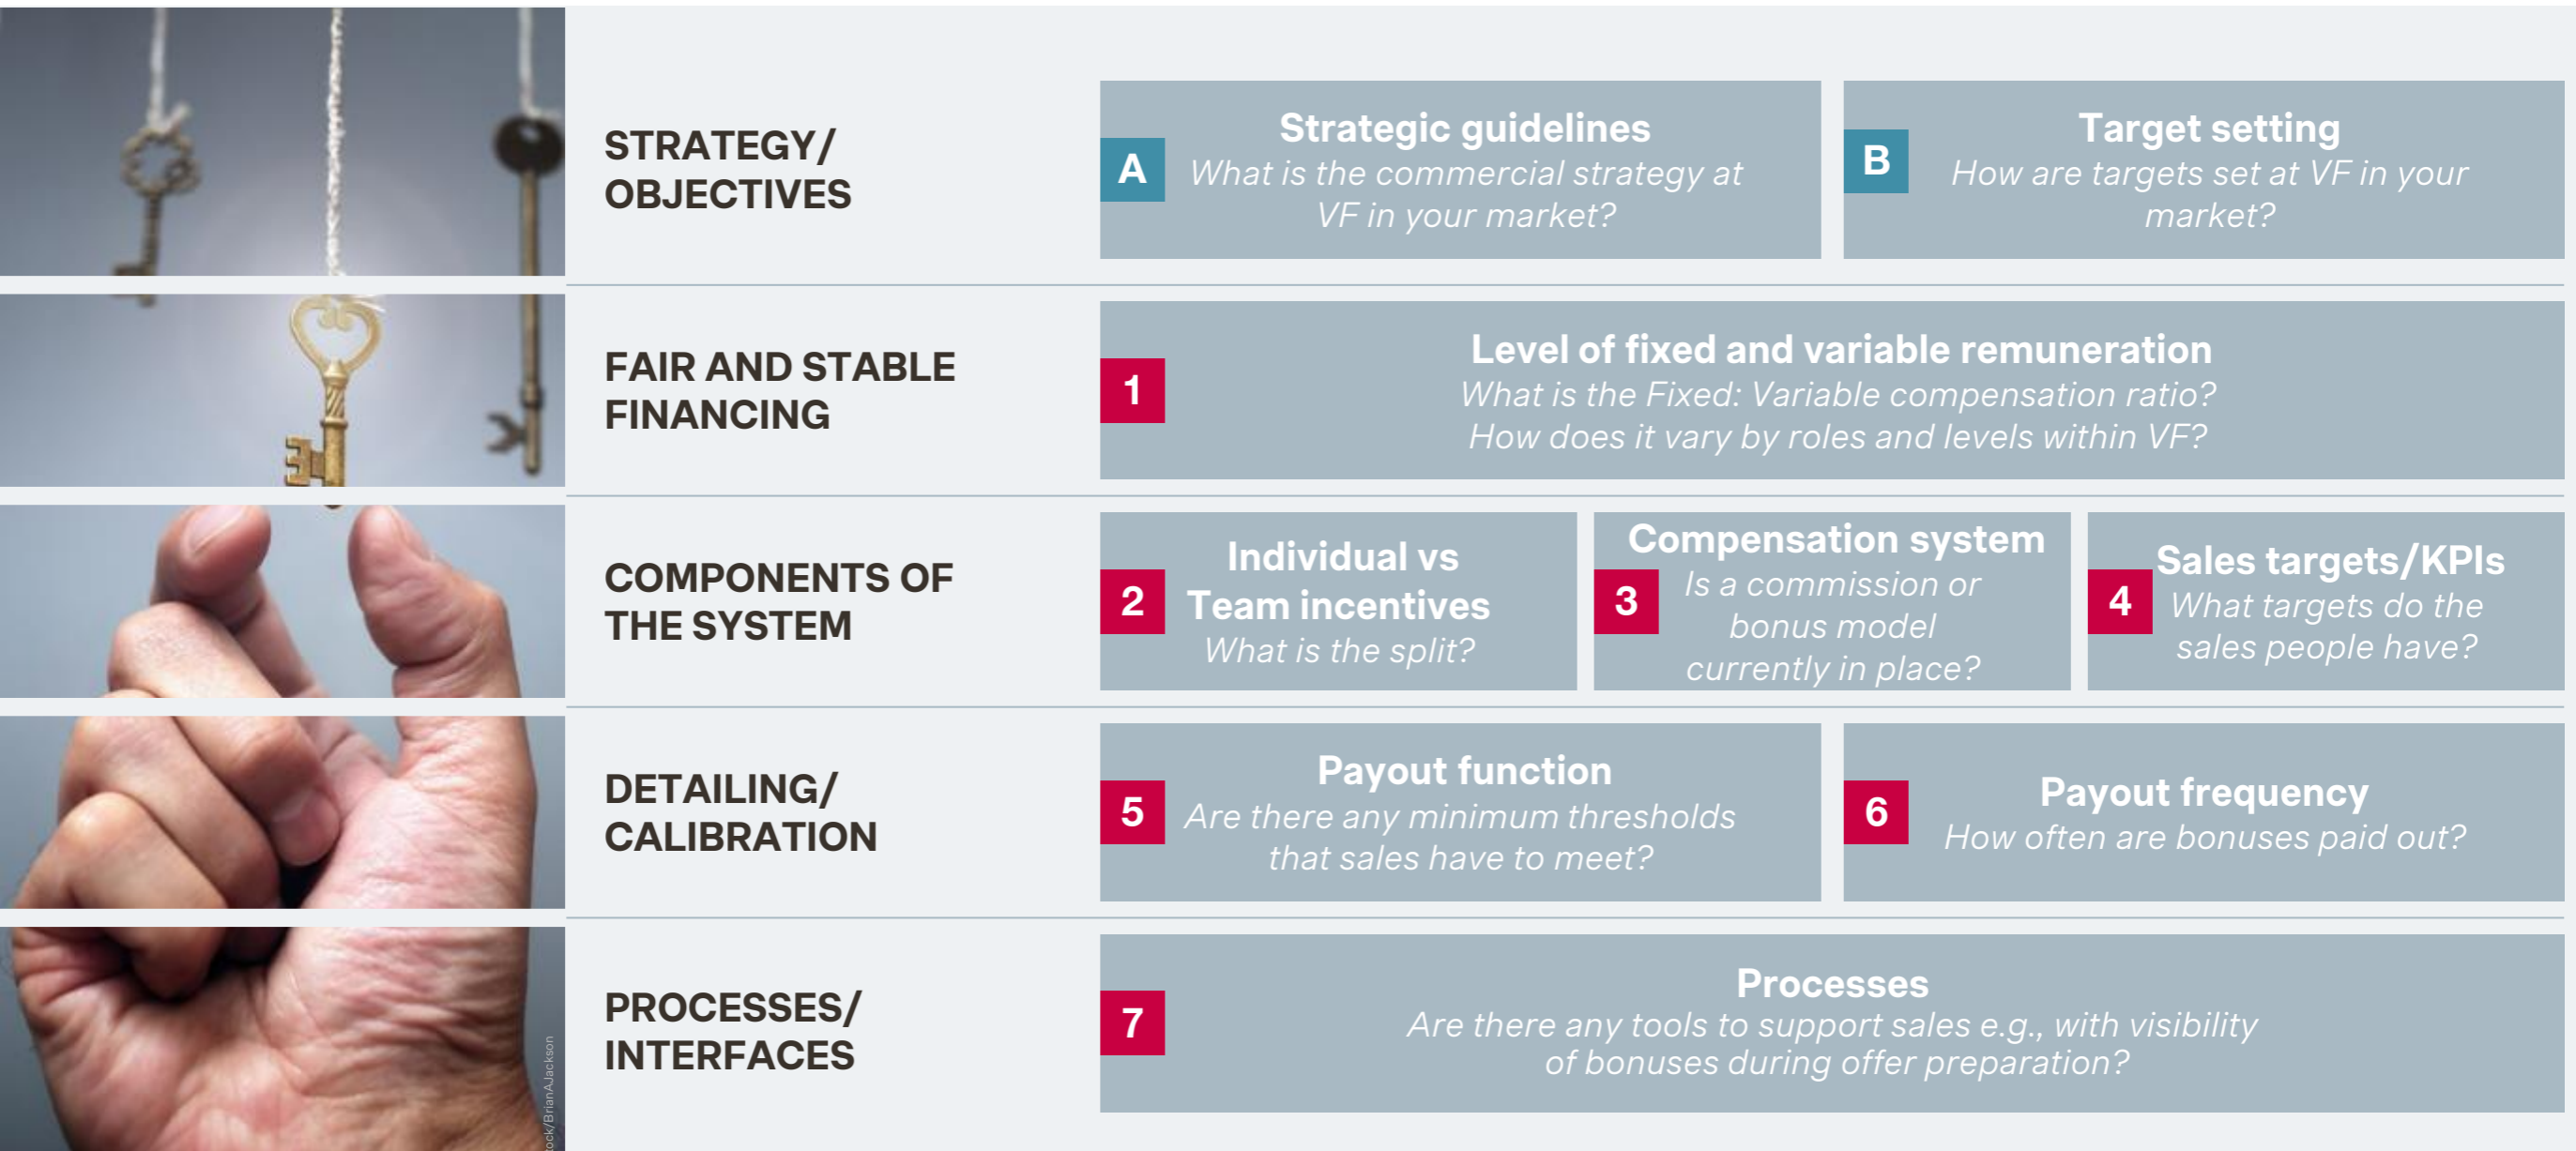 STRATEGY/
OBJECTIVES
A
Strategic guidelines
What is the commercial strategy at
VF in your market?
B
Target setting
How are targets set at VF in your
market?
FAIR AND STABLE
FINANCING
1
Level of fixed and variable remuneration
What is the Fixed: Variable compensation ratio?
How does it vary by roles and levels within VF?
COMPONENTS OF
THE SYSTEM
2
Individual vs
Team incentives
What is the split?
3
Compensation system
Is a commission or
bonus model
currently in place?
4
Sales targets/KPIs
What targets do the
sales people have?
DETAILING/
CALIBRATION
5
Payout function
Are there any minimum thresholds
that sales have to meet?
6
Payout frequency
How often are bonuses paid out?
PROCESSES/
INTERFACES
7
Processes
Are there any tools to support sales e.g., with visibility
of bonuses during offer preparation?
ock/BrianAJackson